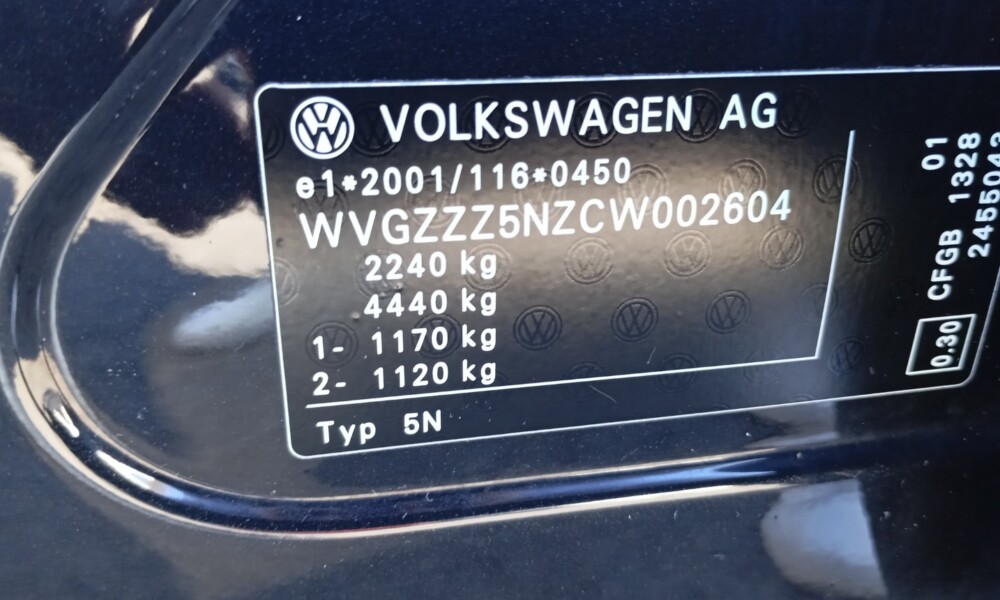 VOLKSWAGEN AG
e1*2001/116*0450
WVGZZZ5NZCW002604
2240 kg
4440 kg
1- 1170 kg
2- 1120 kg
Typ 5N
01
CFGB 1328
0.30